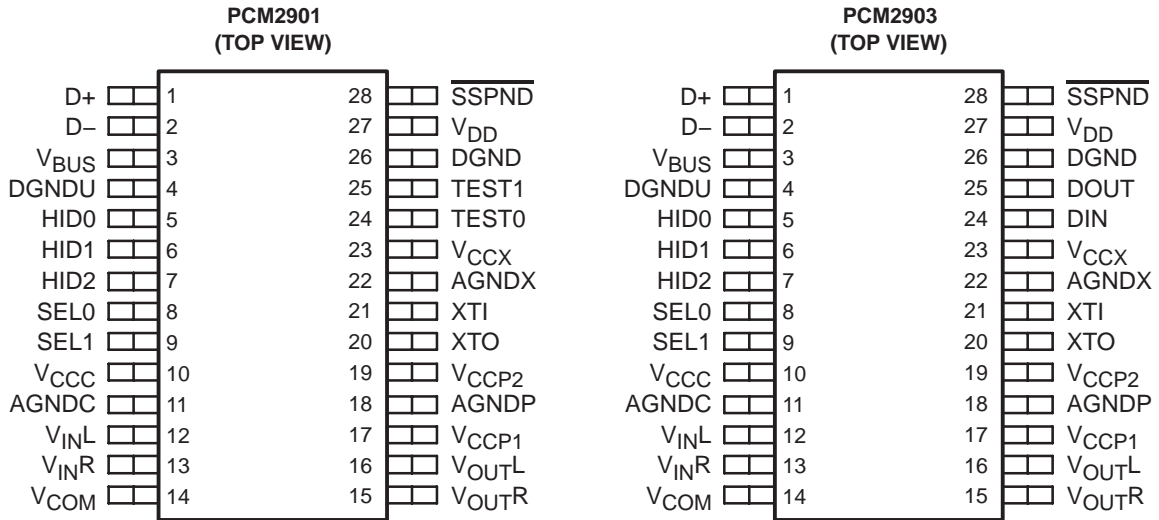 PCM2901
(TOP VIEW)
D+ 1 28 S̅S̅P̅N̅D̅
D− 2 27 VDD
VBUS 3 26 DGND
DGNDU 4 25 TEST1
HID0 5 24 TEST0
HID1 6 23 VCCX
HID2 7 22 AGNDX
SEL0 8 21 XTI
SEL1 9 20 XTO
VCCC 10 19 VCCP2
AGNDC 11 18 AGNDP
VINL 12 17 VCCP1
VINR 13 16 VOUTL
VCOM 14 15 VOUTR
PCM2903
(TOP VIEW)
D+ 1 28 S̅S̅P̅N̅D̅
D− 2 27 VDD
VBUS 3 26 DGND
DGNDU 4 25 DOUT
HID0 5 24 DIN
HID1 6 23 VCCX
HID2 7 22 AGNDX
SEL0 8 21 XTI
SEL1 9 20 XTO
VCCC 10 19 VCCP2
AGNDC 11 18 AGNDP
VINL 12 17 VCCP1
VINR 13 16 VOUTL
VCOM 14 15 VOUTR